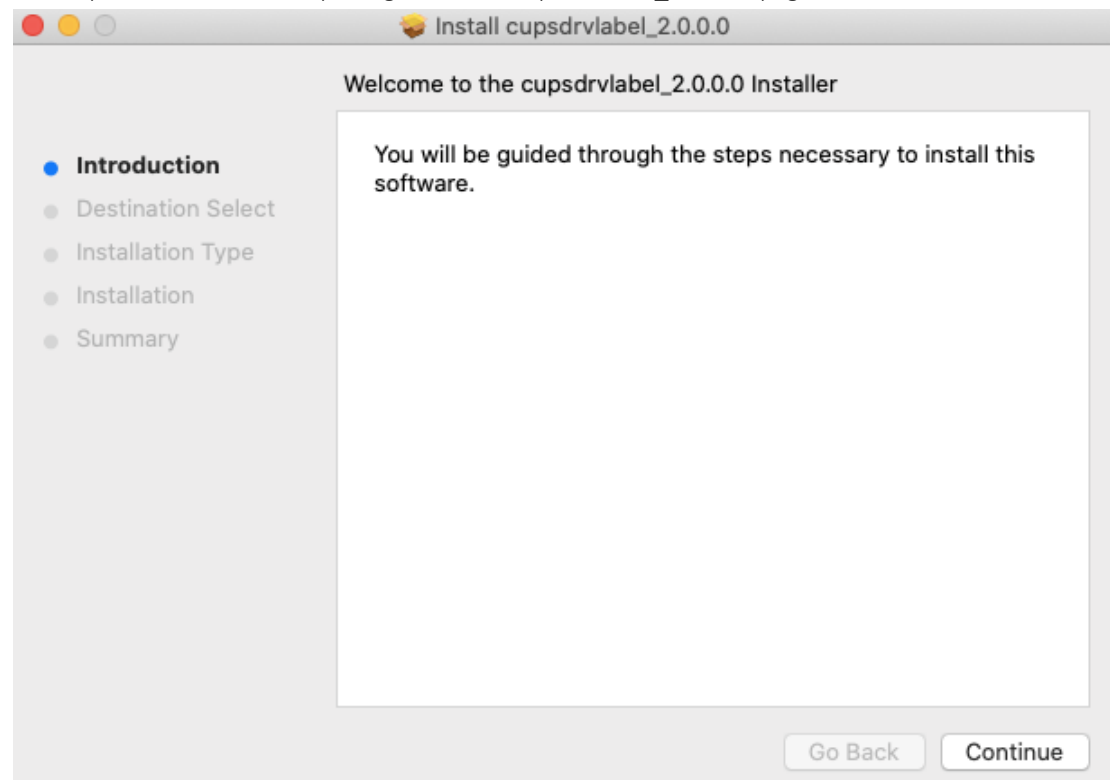 Install cupsdrvlabel_2.0.0.0
Welcome to the cupsdrvlabel_2.0.0.0 Installer
Introduction
Destination Select
Installation Type
Installation
Summary
You will be guided through the steps necessary to install this
software.
Go Back
Continue